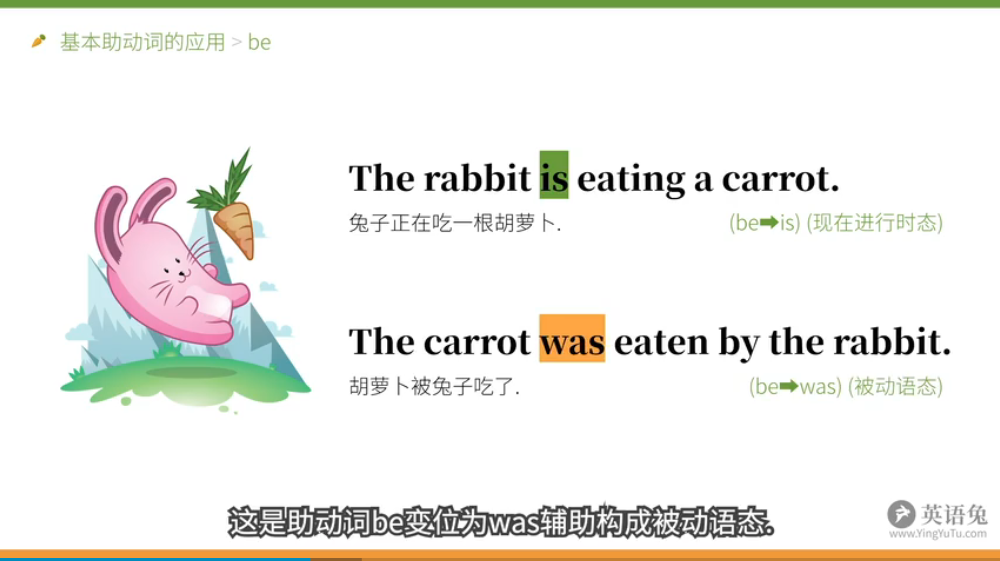 基本助动词的应用 > be
The rabbit is eating a carrot.
兔子正在吃一根胡萝卜. (be➡is) (现在进行时态)
The carrot was eaten by the rabbit.
胡萝卜被兔子吃了. (be➡was) (被动语态)
这是助动词be变位为was辅助构成被动语态.
英语兔
www.YingYuTu.com